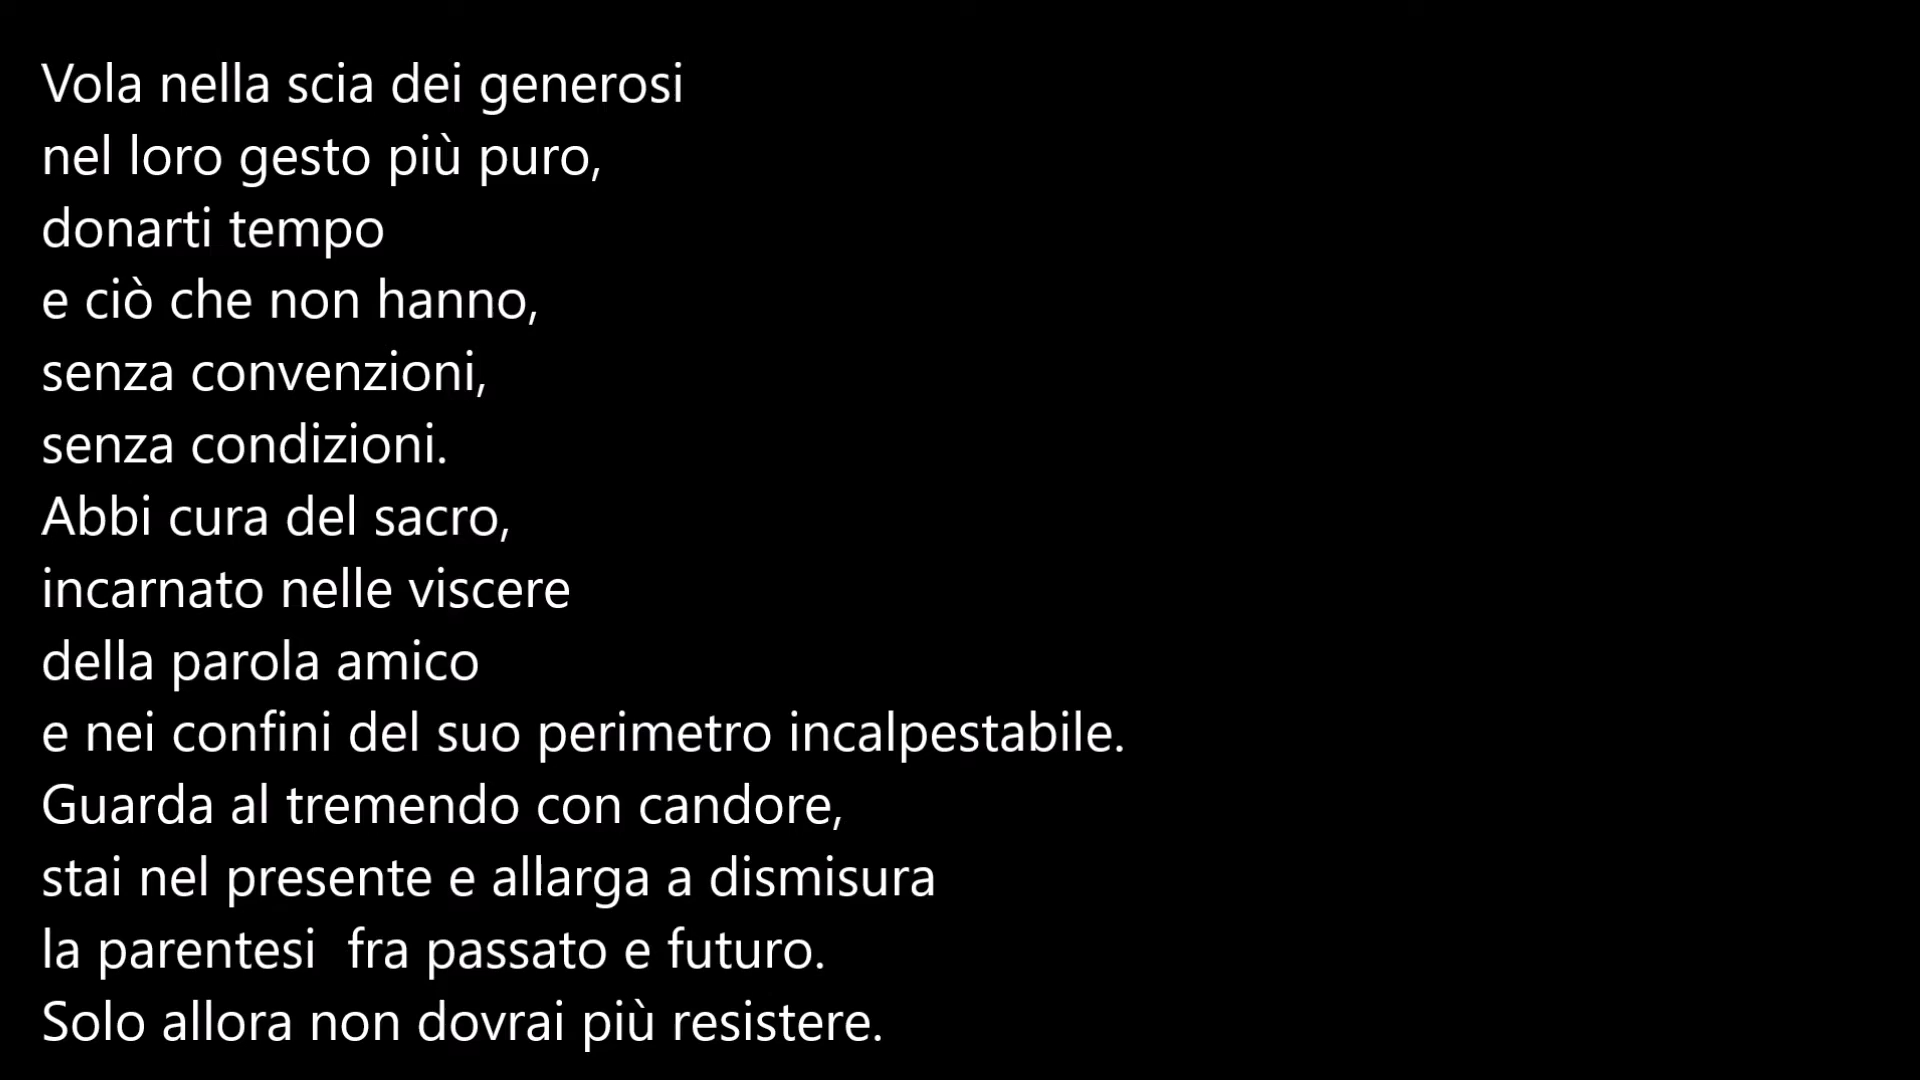 Vola nella scia dei generosi
nel loro gesto più puro,
donarti tempo
e ciò che non hanno,
senza convenzioni,
senza condizioni.
Abbi cura del sacro,
incarnato nelle viscere
della parola amico
e nei confini del suo perimetro incalpestabile.
Guarda al tremendo con candore,
stai nel presente e allarga a dismisura
la parentesi  fra passato e futuro.
Solo allora non dovrai più resistere.